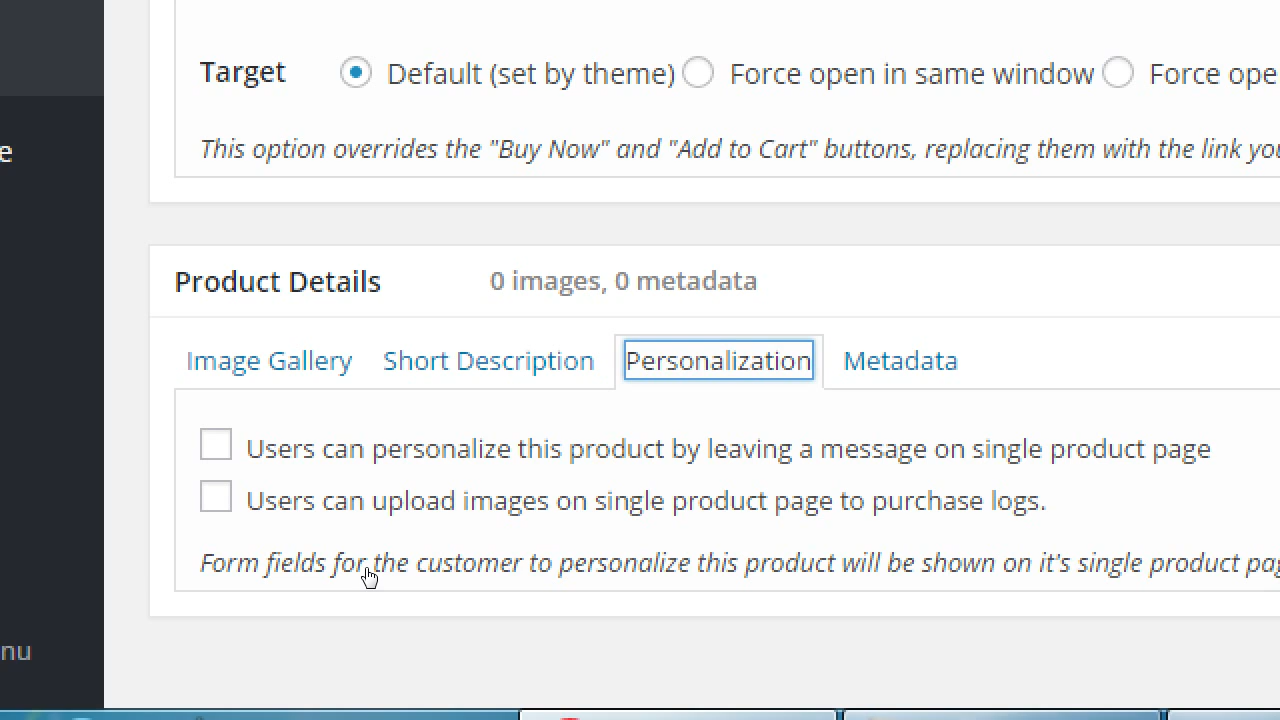 Target Default (set by theme) Force open in same window Force ope
e
This option overrides the "Buy Now" and "Add to Cart" buttons, replacing them with the link you
Product Details 0 images, 0 metadata
Image Gallery Short Description Personalization Metadata
Users can personalize this product by leaving a message on single product page
Users can upload images on single product page to purchase logs.
Form fields for the customer to personalize this product will be shown on it's single product pag
nu